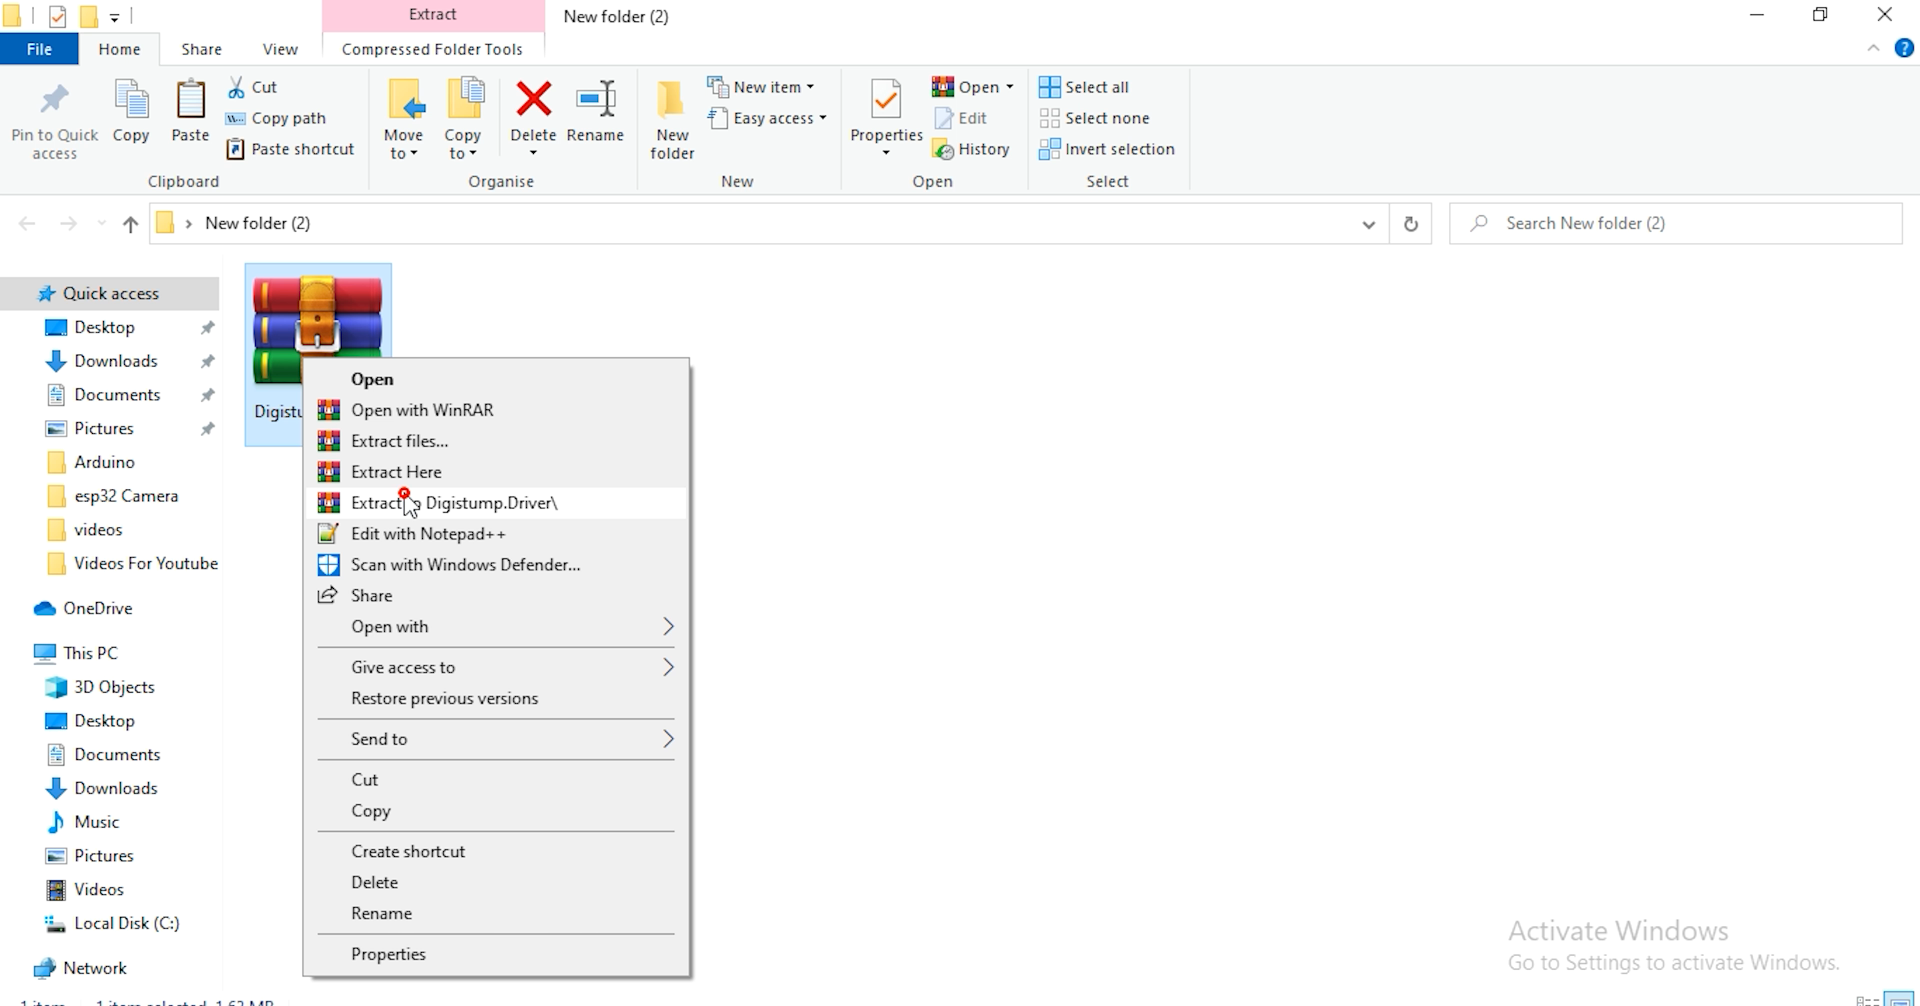 Extract
New folder (2)
File
Home
Share
View
Compressed Folder Tools
Pin to Quick access
Copy
Paste
Cut
Copy path
Paste shortcut
Clipboard
Move to
Copy to
Delete
Rename
Organise
New folder
New item
Easy access
New
Properties
Open
Edit
History
Open
Select all
Select none
Invert selection
Select
New folder (2)
Search New folder (2)
Quick access
Desktop
Downloads
Documents
Pictures
Arduino
esp32 Camera
videos
Videos For Youtube
OneDrive
This PC
3D Objects
Desktop
Documents
Downloads
Music
Pictures
Videos
Local Disk (C:)
Network
Open
Open with WinRAR
Extract files...
Extract Here
Extract Digistump.Driver\
Edit with Notepad++
Scan with Windows Defender...
Share
Open with
Give access to
Restore previous versions
Send to
Cut
Copy
Create shortcut
Delete
Rename
Properties
Activate Windows
Go to Settings to activate Windows.
1 item
1 item selected 1.63 MB